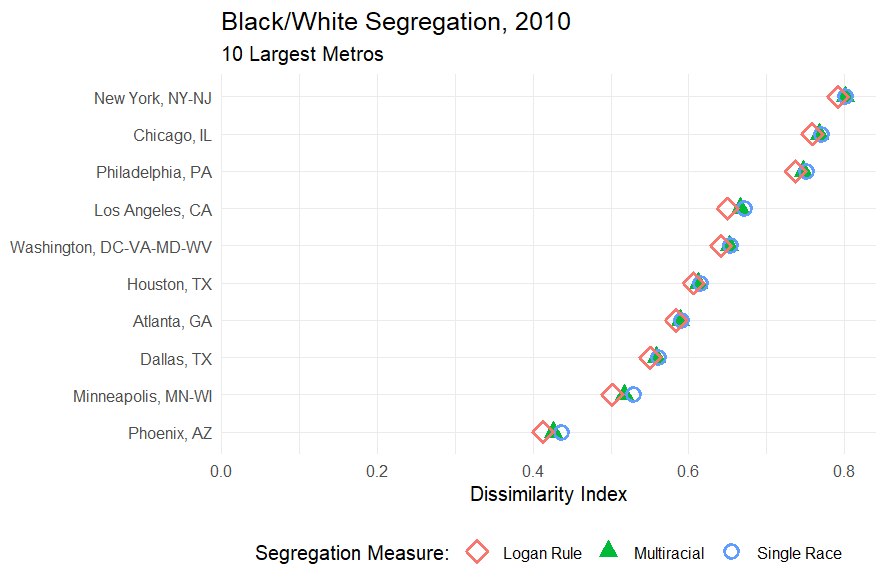 Black/White Segregation, 2010
10 Largest Metros
New York, NY-NJ
Chicago, IL
Philadelphia, PA
Los Angeles, CA
Washington, DC-VA-MD-WV
Houston, TX
Atlanta, GA
Dallas, TX
Minneapolis, MN-WI
Phoenix, AZ
0.0 0.2 0.4 0.6 0.8
Dissimilarity Index
Segregation Measure: Logan Rule Multiracial Single Race